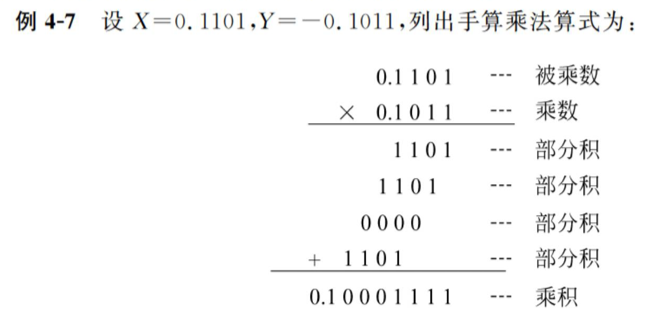 例 4-7 设 X=0.1101,Y=-0.1011,列出手算乘法算式为:
0.1101 --- 被乘数
× 0.1011 --- 乘数
1101 --- 部分积
1101 --- 部分积
0000 --- 部分积
+ 1101 --- 部分积
0.10001111 --- 乘积